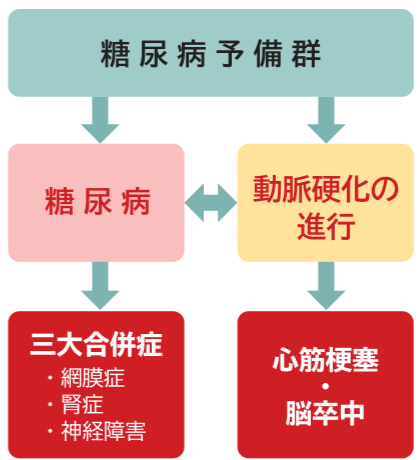 糖尿病予備群
糖尿病
動脈硬化の
進行
三大合併症
・網膜症
・腎症
・神経障害
心筋梗塞
・
脳卒中